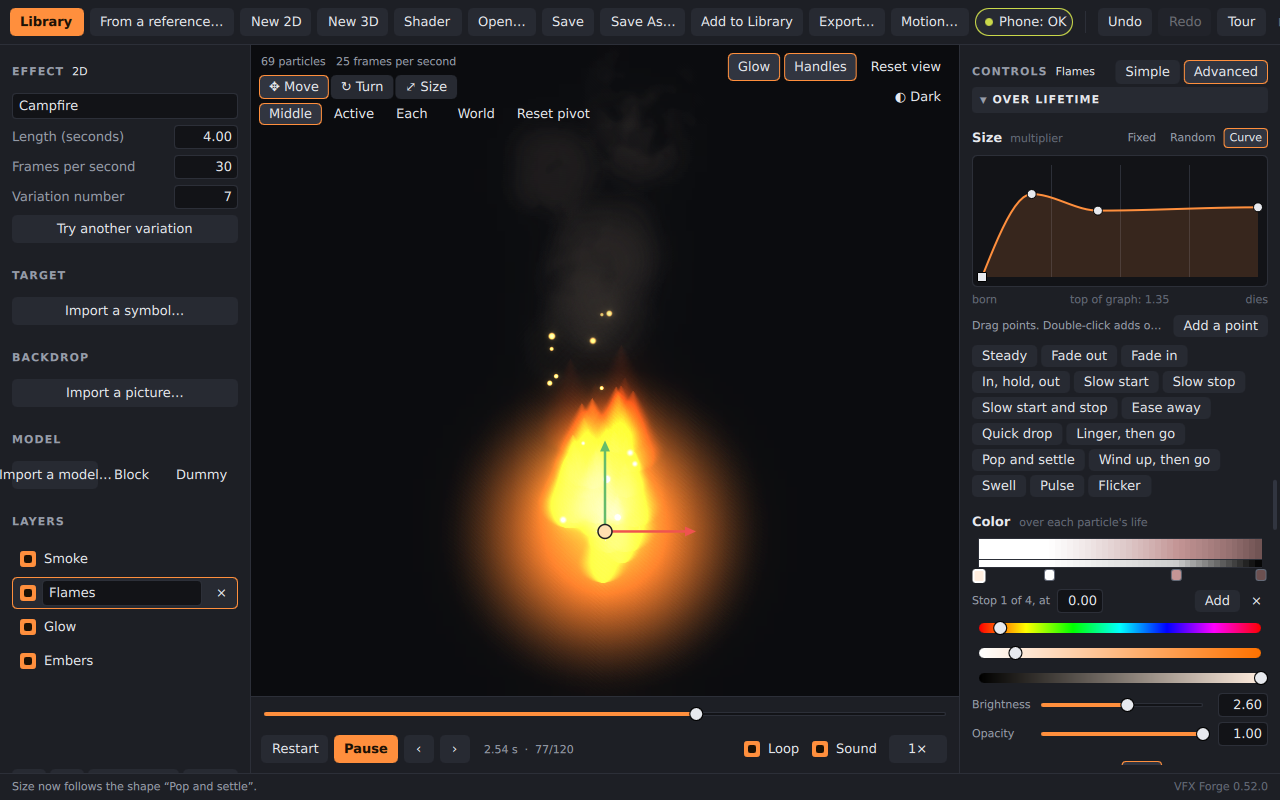 Library From a reference... New 2D New 3D Shader Open... Save Save As... Add to Library Export... Motion... Phone: OK Undo Redo Tour
EFFECT 2D
Campfire
Length (seconds) 4.00
Frames per second 30
Variation number 7
Try another variation
TARGET
Import a symbol...
BACKDROP
Import a picture...
MODEL
Import a model... Block Dummy
LAYERS
Smoke
Flames ×
Glow
Embers
69 particles 25 frames per second
Move Turn Size
Middle Active Each World Reset pivot
Glow Handles Reset view
Dark
Restart Pause ‹ › 2.54 s · 77/120 Loop Sound 1×
CONTROLS Flames Simple Advanced
OVER LIFETIME
Size multiplier Fixed Random Curve
born top of graph: 1.35 dies
Drag points. Double-click adds o... Add a point
Steady Fade out Fade in
In, hold, out Slow start Slow stop
Slow start and stop Ease away
Quick drop Linger, then go
Pop and settle Wind up, then go
Swell Pulse Flicker
Color over each particle's life
Stop 1 of 4, at 0.00 Add ×
Brightness 2.60
Opacity 1.00
Size now follows the shape “Pop and settle”. VFX Forge 0.52.0